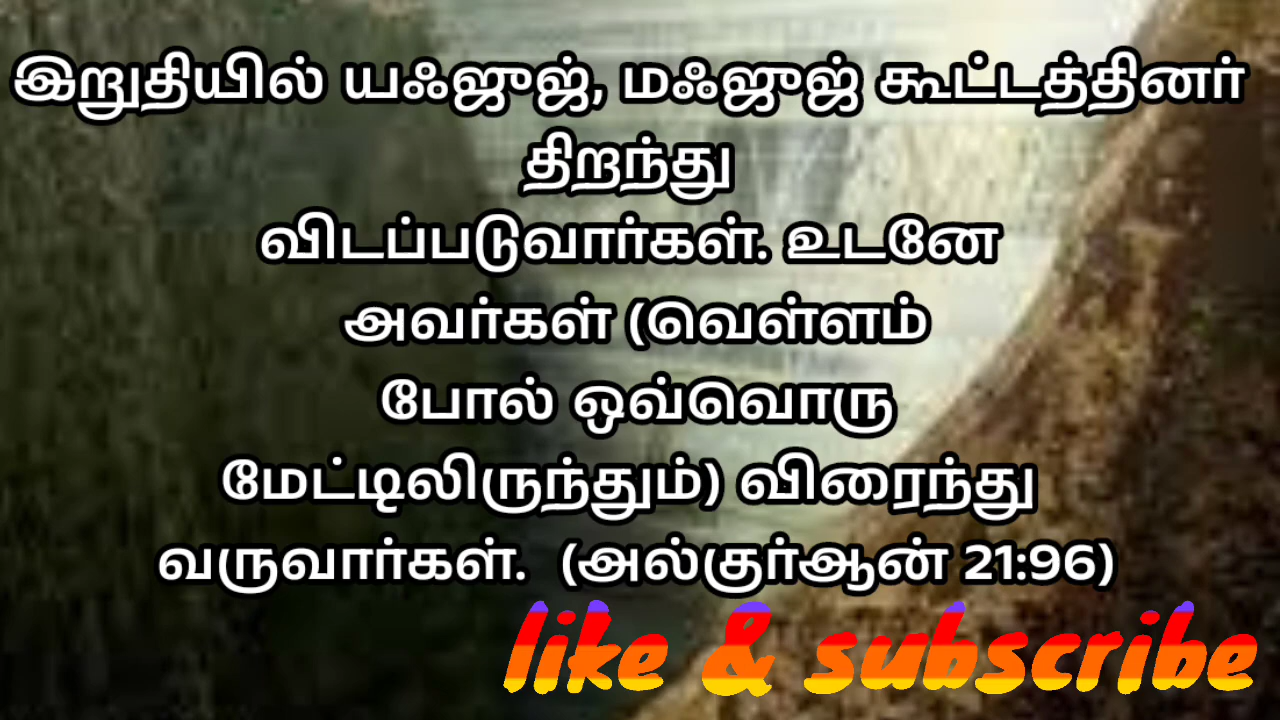 இறுதியில் யஃஜுஜ், மஃஜுஜ் கூட்டத்தினர்
திறந்து
விடப்படுவார்கள். உடனே
அவர்கள் (வெள்ளம்
போல் ஒவ்வொரு
மேட்டிலிருந்தும்) விரைந்து
வருவார்கள். (அல்குர்ஆன் 21:96)
like & subscribe